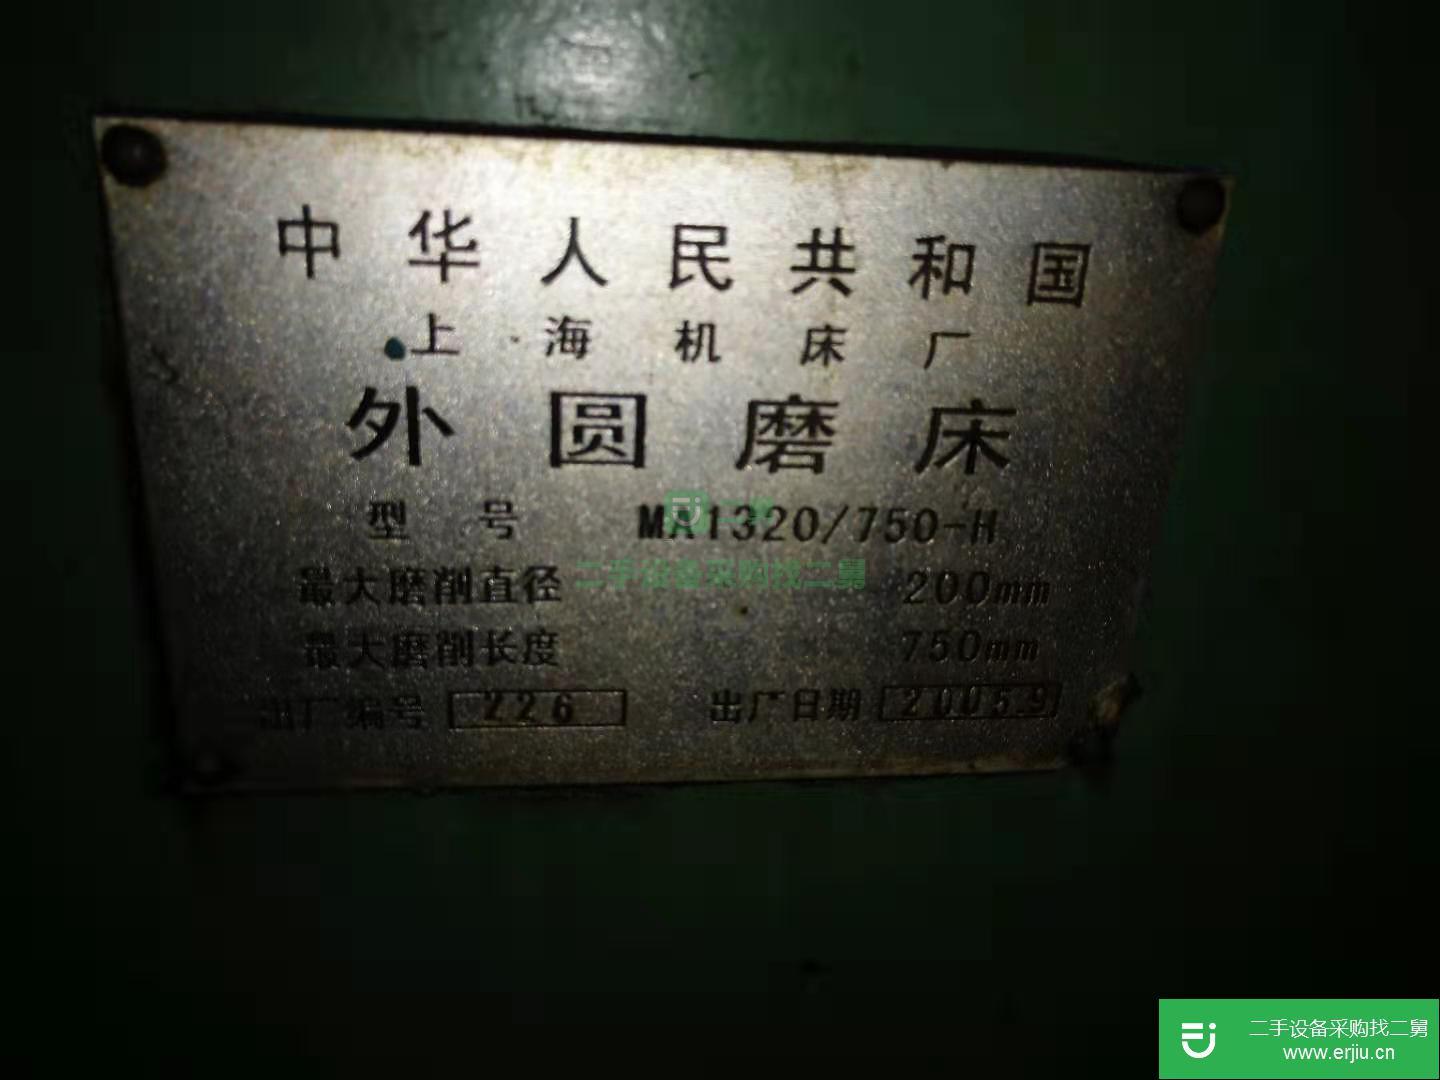 中华人民共和国
上海机床厂
外圆磨床
型号 MA1320/750-H
最大磨削直径 200mm
最大磨削长度 750mm
出厂编号 226 出厂日期 20059
二手设备采购找二舅
二手设备采购找二舅
www.erjiu.cn